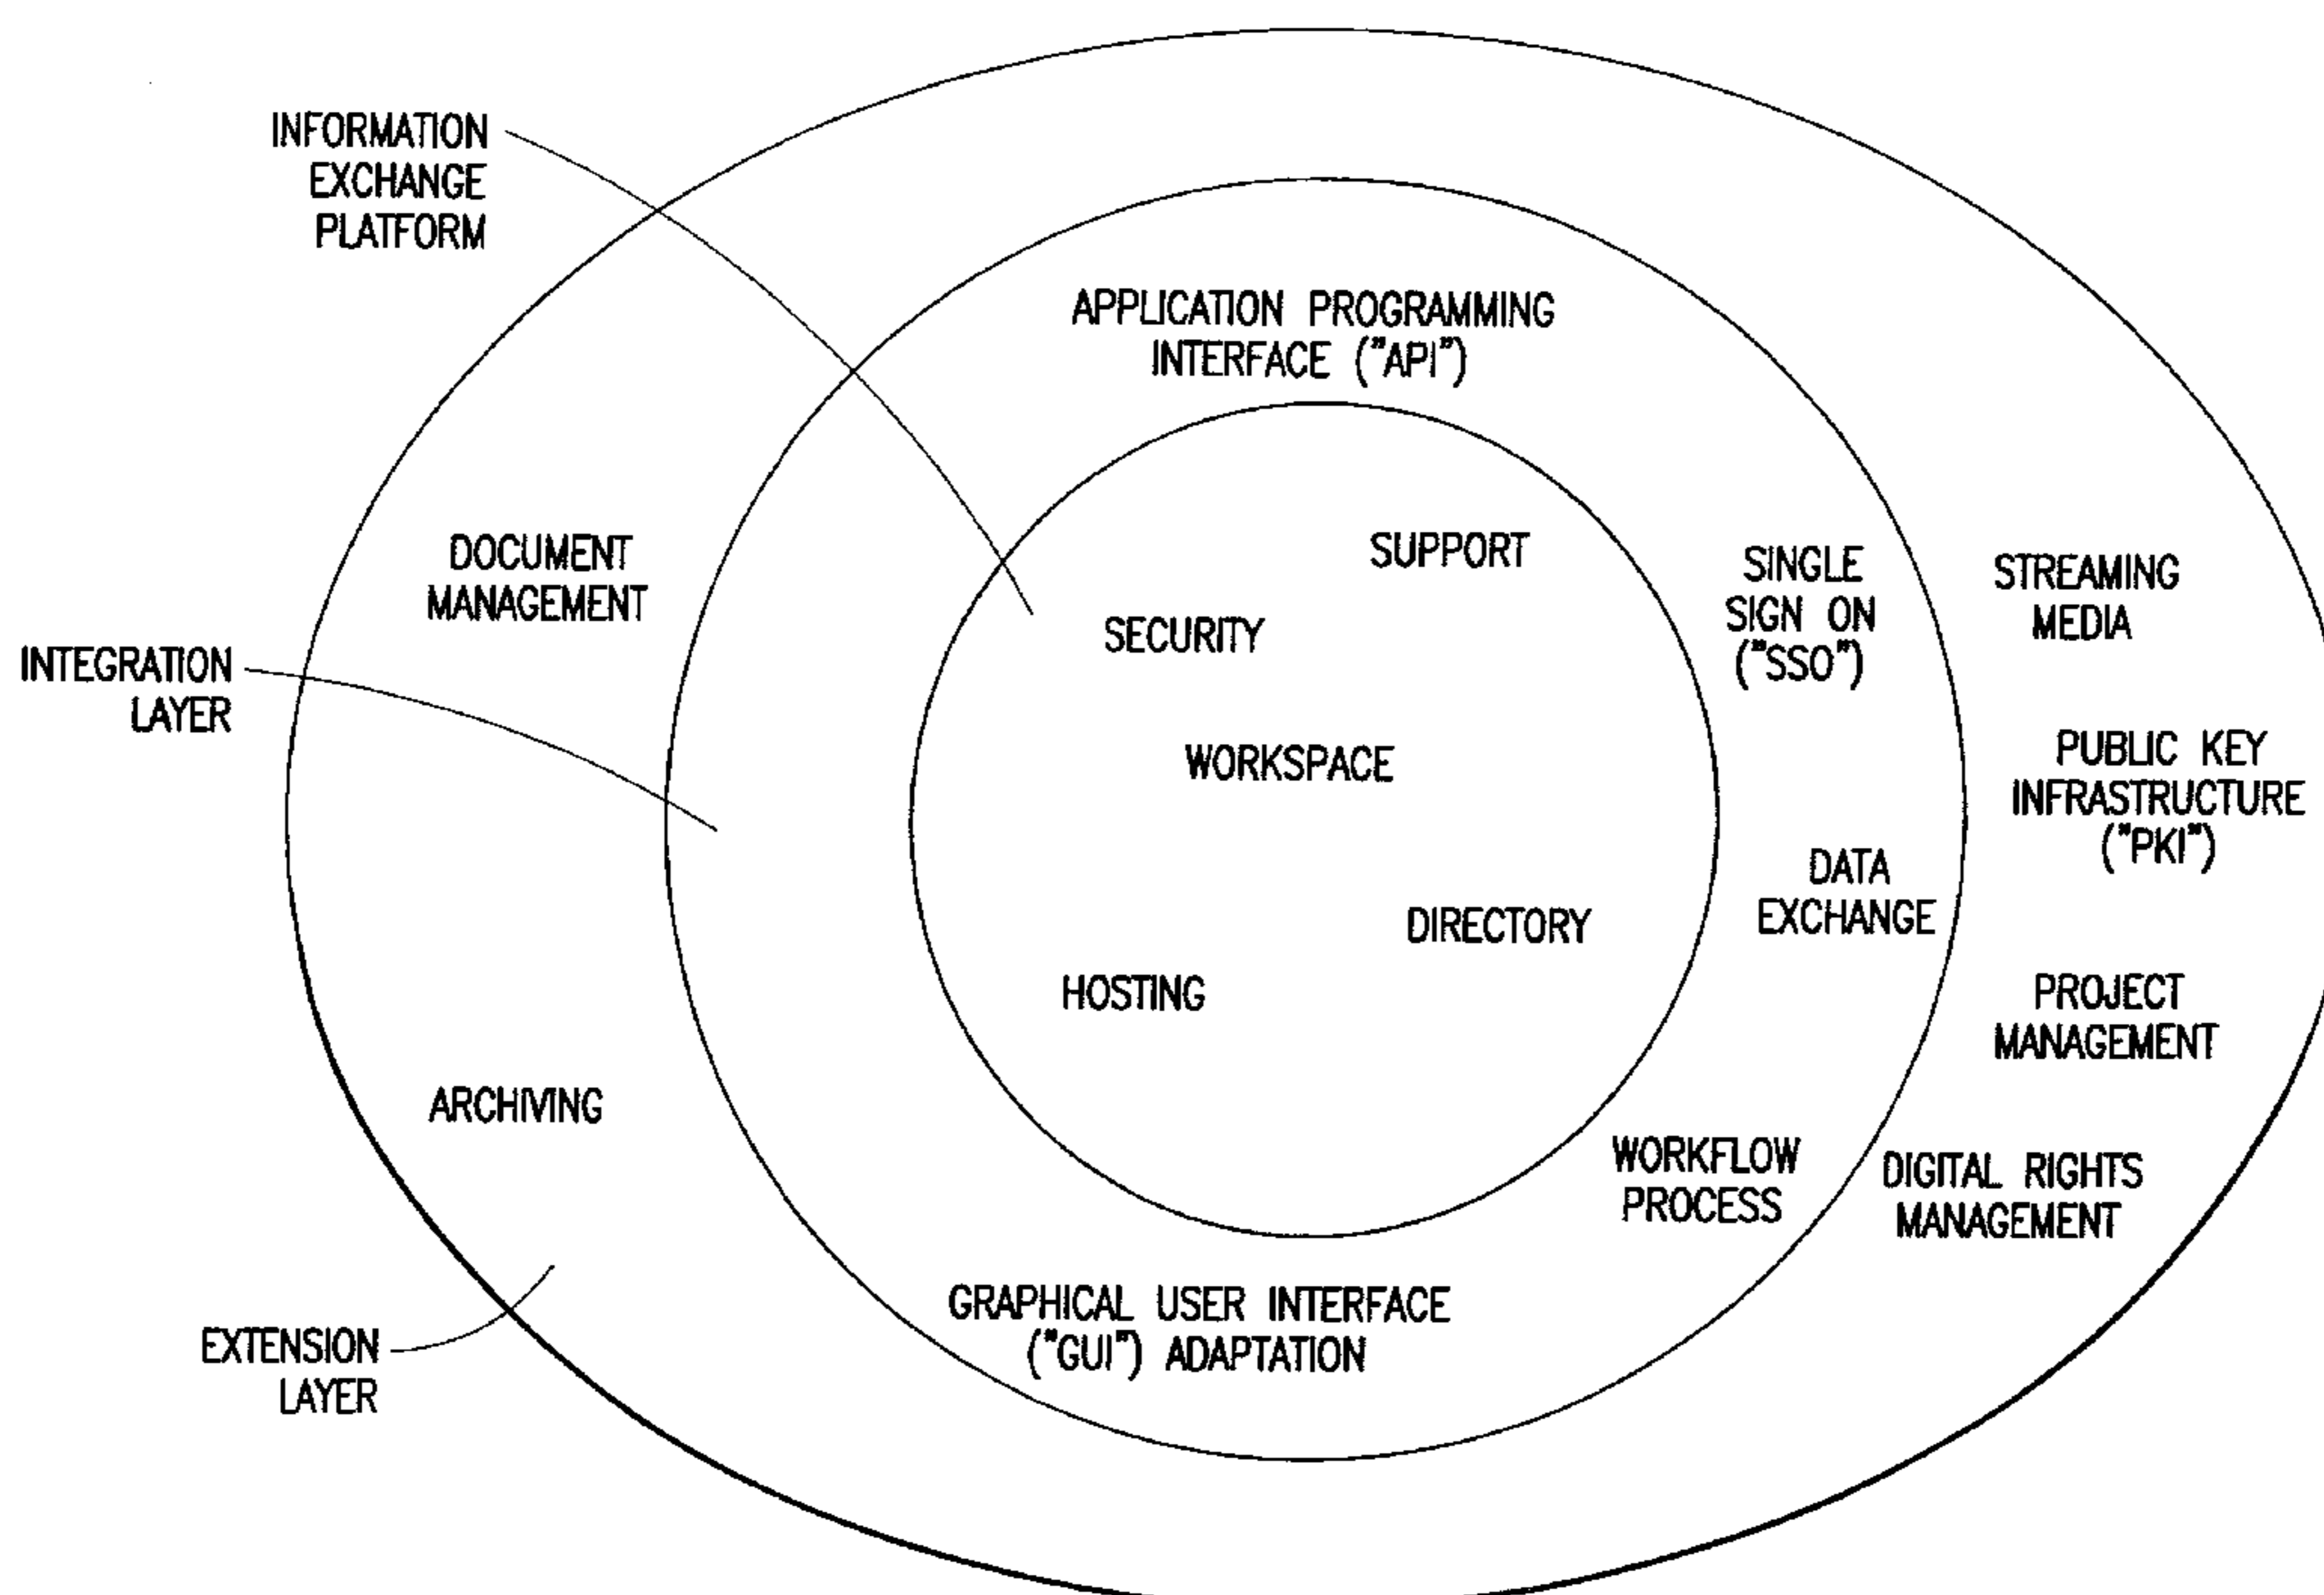 INFORMATION
EXCHANGE
PLATFORM
APPLICATION PROGRAMMING
INTERFACE ("API")
DOCUMENT
MANAGEMENT
SUPPORT
SINGLE
SIGN ON
("SSO")
STREAMING
MEDIA
SECURITY
INTEGRATION
LAYER
WORKSPACE
PUBLIC KEY
INFRASTRUCTURE
("PKI")
DATA
EXCHANGE
DIRECTORY
HOSTING
PROJECT
MANAGEMENT
ARCHIVING
WORKFLOW
PROCESS
DIGITAL RIGHTS
MANAGEMENT
GRAPHICAL USER INTERFACE
("GUI") ADAPTATION
EXTENSION
LAYER